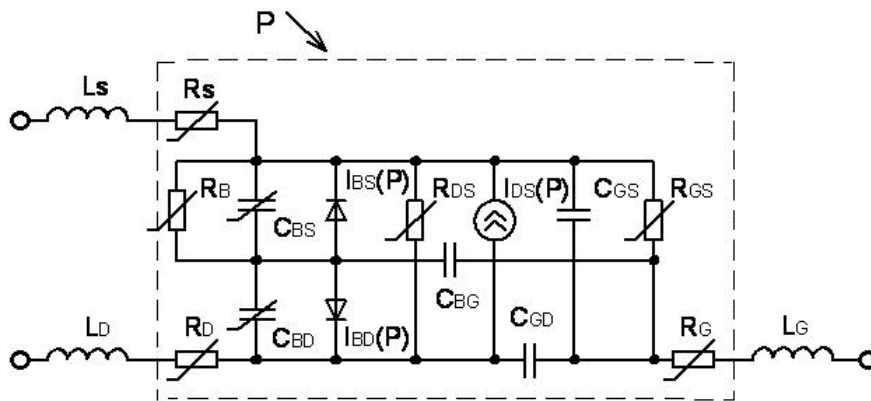 P
Ls
Rs
RB
CBS
IBS(P)
RDS
IDS(P)
CGS
RGS
CBG
LD
RD
CBD
IBD(P)
CGD
RG
LG